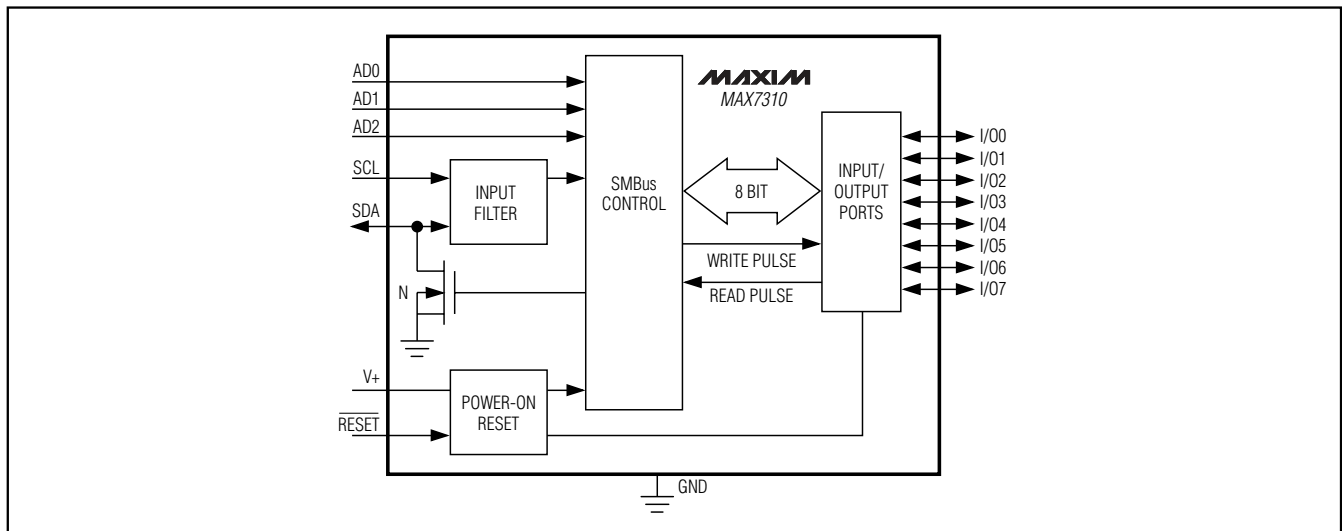 AD0
AD1
AD2
SCL
SDA
INPUT
FILTER
N
V+
RESET
POWER-ON
RESET
SMBus
CONTROL
MAXIM
MAX7310
8 BIT
WRITE PULSE
READ PULSE
INPUT/
OUTPUT
PORTS
I/O0
I/O1
I/O2
I/O3
I/O4
I/O5
I/O6
I/O7
GND